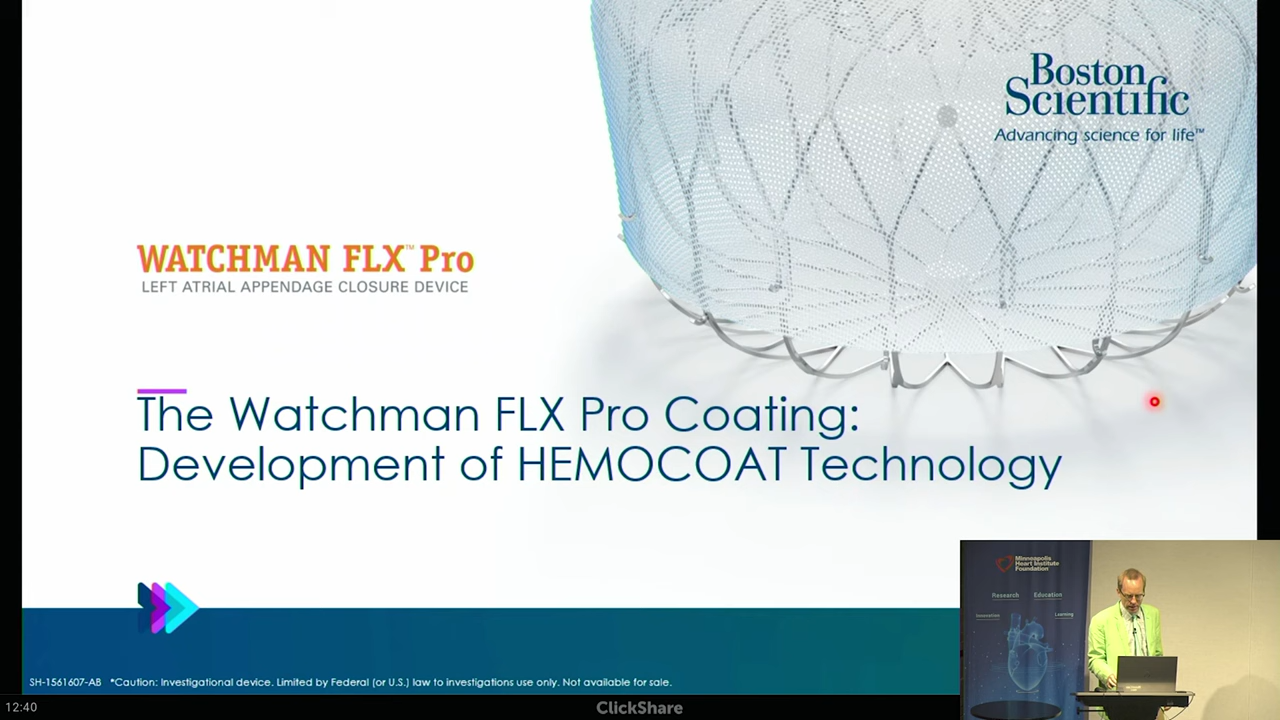 Boston
Scientific
Advancing science for life™
WATCHMAN FLX™ Pro
LEFT ATRIAL APPENDAGE CLOSURE DEVICE
The Watchman FLX Pro Coating:
Development of HEMOCOAT Technology
Minneapolis
Heart Institute
Foundation
Research Education
Innovation Learning
SH-1561607-AB *Caution: Investigational device. Limited by Federal (or U.S.) law to investigations use only. Not available for sale.
12:40
ClickShare